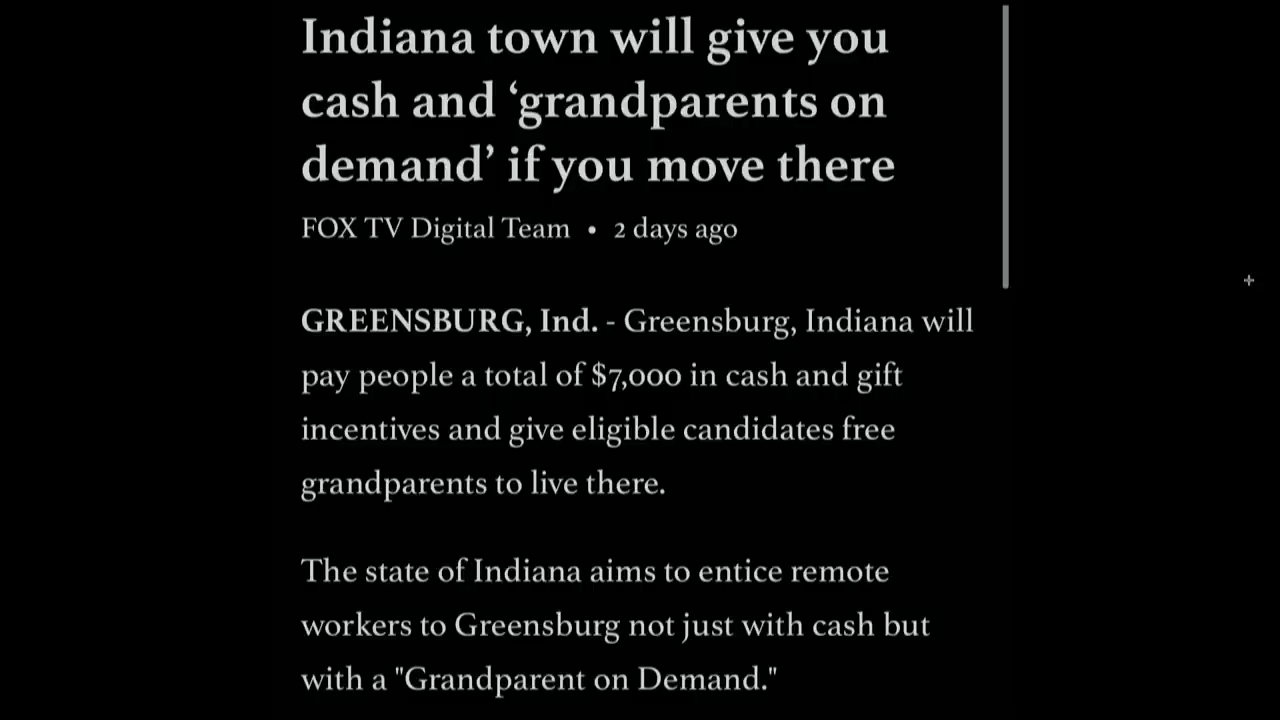 Indiana town will give you
cash and ‘grandparents on
demand’ if you move there
FOX TV Digital Team • 2 days ago
GREENSBURG, Ind. - Greensburg, Indiana will
pay people a total of $7,000 in cash and gift
incentives and give eligible candidates free
grandparents to live there.
The state of Indiana aims to entice remote
workers to Greensburg not just with cash but
with a "Grandparent on Demand."